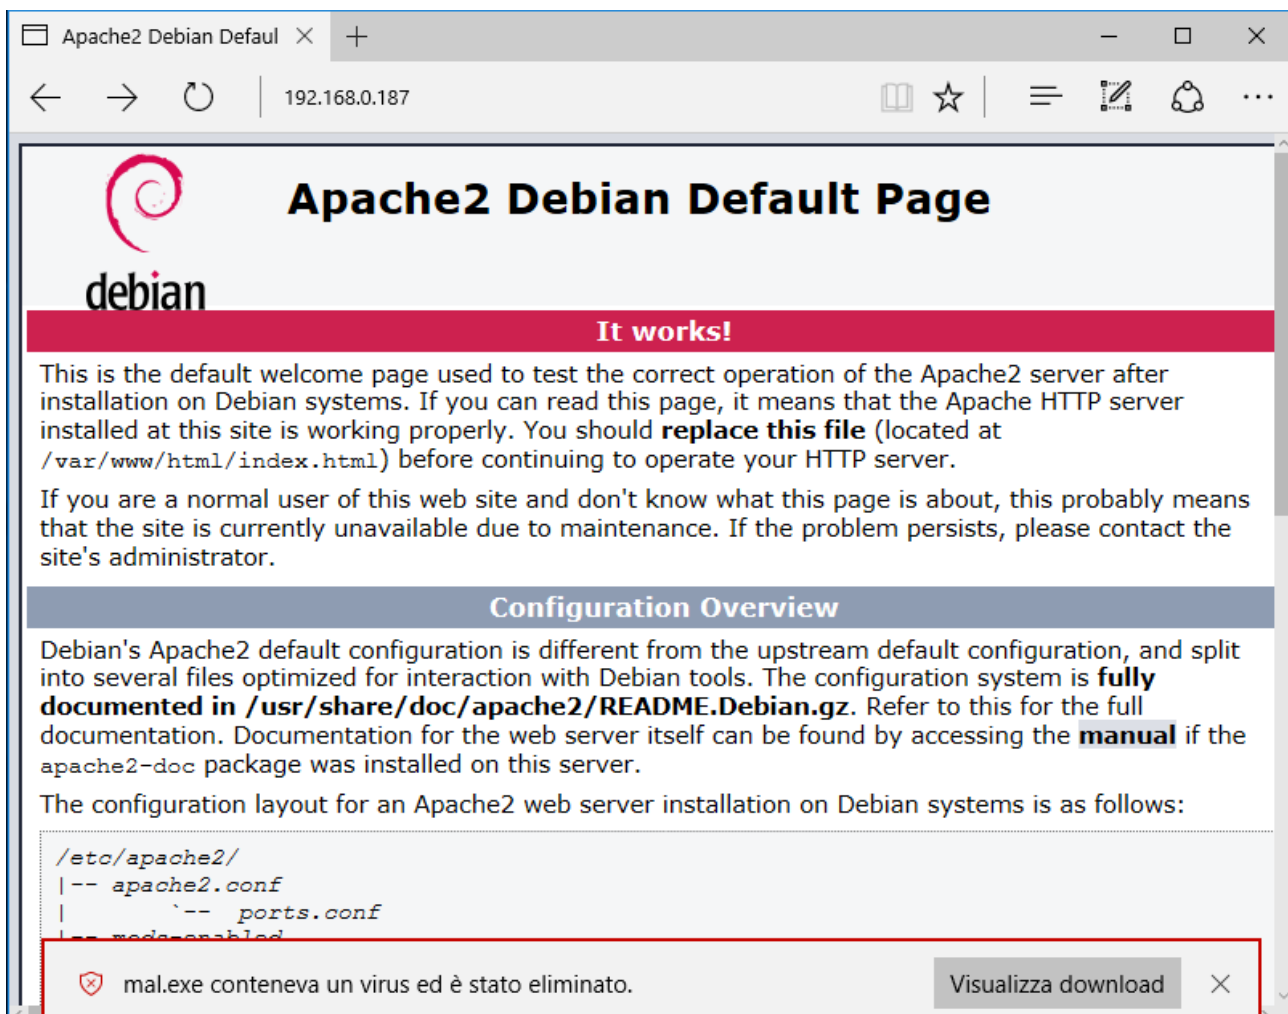 Apache2 Debian Defaul
192.168.0.187
debian
Apache2 Debian Default Page
It works!
This is the default welcome page used to test the correct operation of the Apache2 server after
installation on Debian systems. If you can read this page, it means that the Apache HTTP server
installed at this site is working properly. You should replace this file (located at
/var/www/html/index.html) before continuing to operate your HTTP server.
If you are a normal user of this web site and don't know what this page is about, this probably means
that the site is currently unavailable due to maintenance. If the problem persists, please contact the
site's administrator.
Configuration Overview
Debian's Apache2 default configuration is different from the upstream default configuration, and split
into several files optimized for interaction with Debian tools. The configuration system is fully
documented in /usr/share/doc/apache2/README.Debian.gz. Refer to this for the full
documentation. Documentation for the web server itself can be found by accessing the manual if the
apache2-doc package was installed on this server.
The configuration layout for an Apache2 web server installation on Debian systems is as follows:
/etc/apache2/
|-- apache2.conf
|       `--  ports.conf
|-- mods-enabled
mal.exe conteneva un virus ed è stato eliminato.
Visualizza download